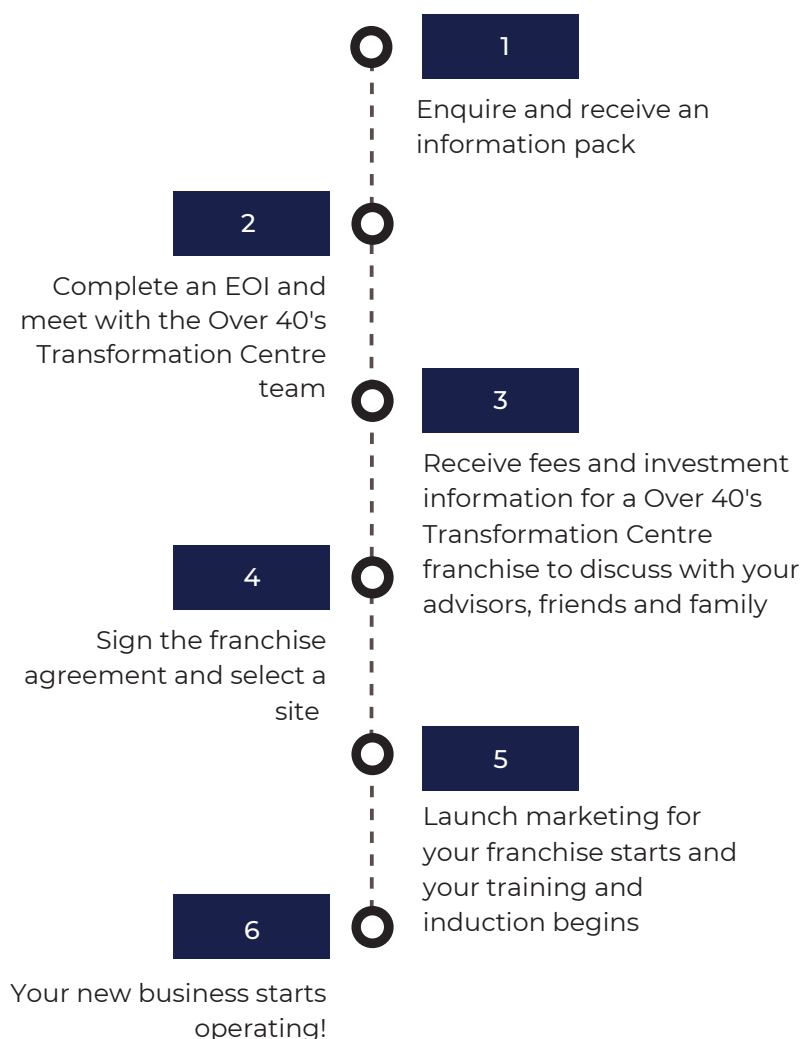 1
Enquire and receive an
information pack
2
Complete an EOI and
meet with the Over 40's
Transformation Centre
team
3
Receive fees and investment
information for a Over 40's
Transformation Centre
franchise to discuss with your
advisors, friends and family
4
Sign the franchise
agreement and select a
site
5
Launch marketing for
your franchise starts and
your training and
induction begins
6
Your new business starts
operating!